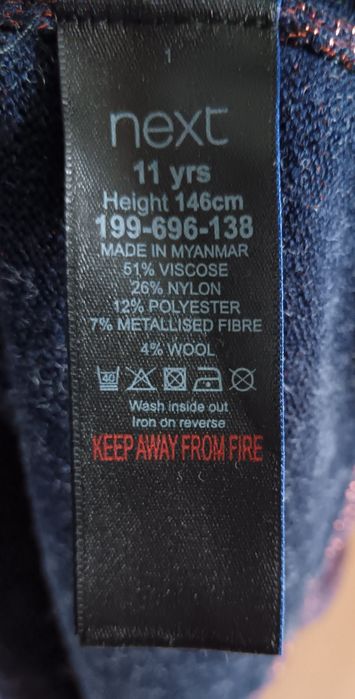 1
next
11 yrs
Height 146cm
199-696-138
MADE IN MYANMAR
51% VISCOSE
26% NYLON
12% POLYESTER
7% METALLISED FIBRE
4% WOOL
40
Wash inside out
Iron on reverse
KEEP AWAY FROM FIRE